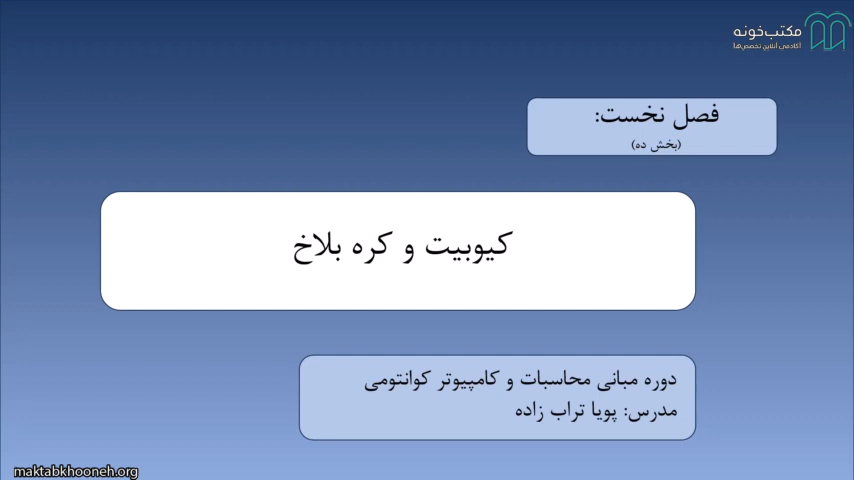 مکتب‌خونه
آکادمی آنلاین تخصص‌ها
فصل نخست:
(بخش ده)
کیوبیت و کره بلاخ
دوره مبانی محاسبات و کامپیوتر کوانتومی
مدرس: پویا تراب زاده
maktabkhooneh.org